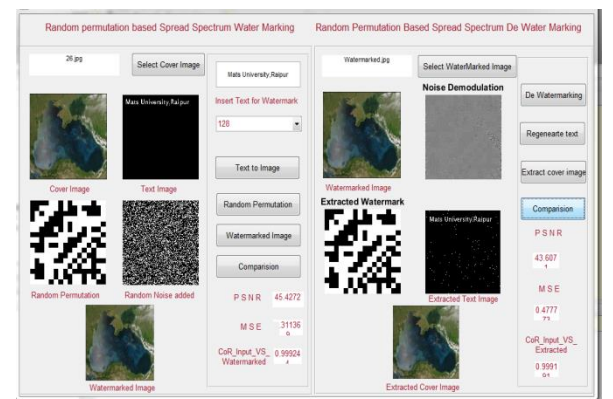 Random permutation based Spread Spectrum Water Marking
26.jpg
Select Cover Image
Mats University,Raipur
Insert Text for Watermark
128
Mats University,Raipur
Cover Image
Text Image
Text to Image
Random Permutation
Watermarked Image
Comparision
Random Permutation
Random Noise added
P S N R 45.4272
M S E .31136
CoR_Input_VS_ 0.99924
Watermarked
Watermarked Image
Random Permutation Based Spread Spectrum De Water Marking
Watermarked.jpg
Select WaterMarked Image
Noise Demodulation
De Watermarking
Regenearte text
Extract cover image
Watermarked Image
Extracted Watermark
Mats University,Raipur
Comparision
P S N R
43.607
M S E
0.4777
CoR_Input_VS_
Extracted
0.9991
Extracted Text Image
Extracted Cover Image